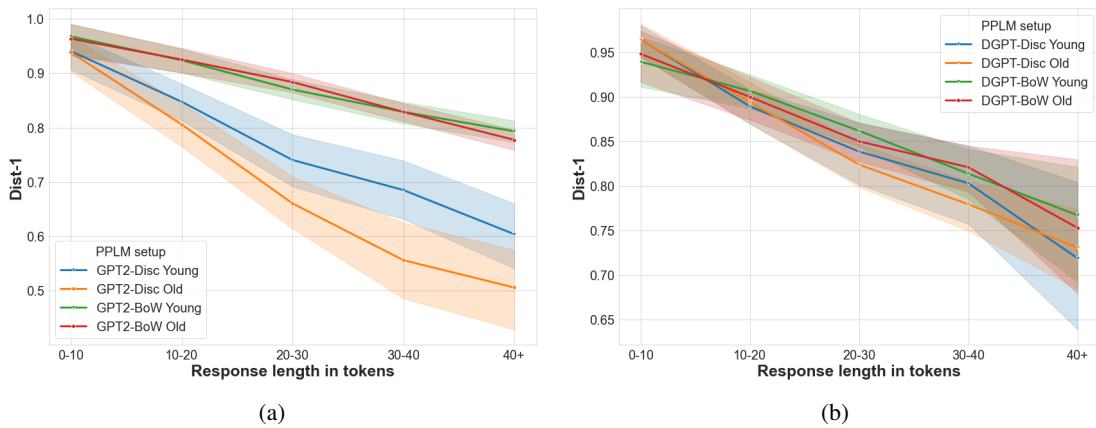 1.0
0.9
0.8
0.7
0.6
0.5
Dist-1
PPLM setup
GPT2-Disc Young
GPT2-Disc Old
GPT2-BoW Young
GPT2-BoW Old
0-10 10-20 20-30 30-40 40+
Response length in tokens
(a)
0.95
0.90
0.85
0.80
0.75
0.70
0.65
Dist-1
PPLM setup
DGPT-Disc Young
DGPT-Disc Old
DGPT-BoW Young
DGPT-BoW Old
0-10 10-20 20-30 30-40 40+
Response length in tokens
(b)